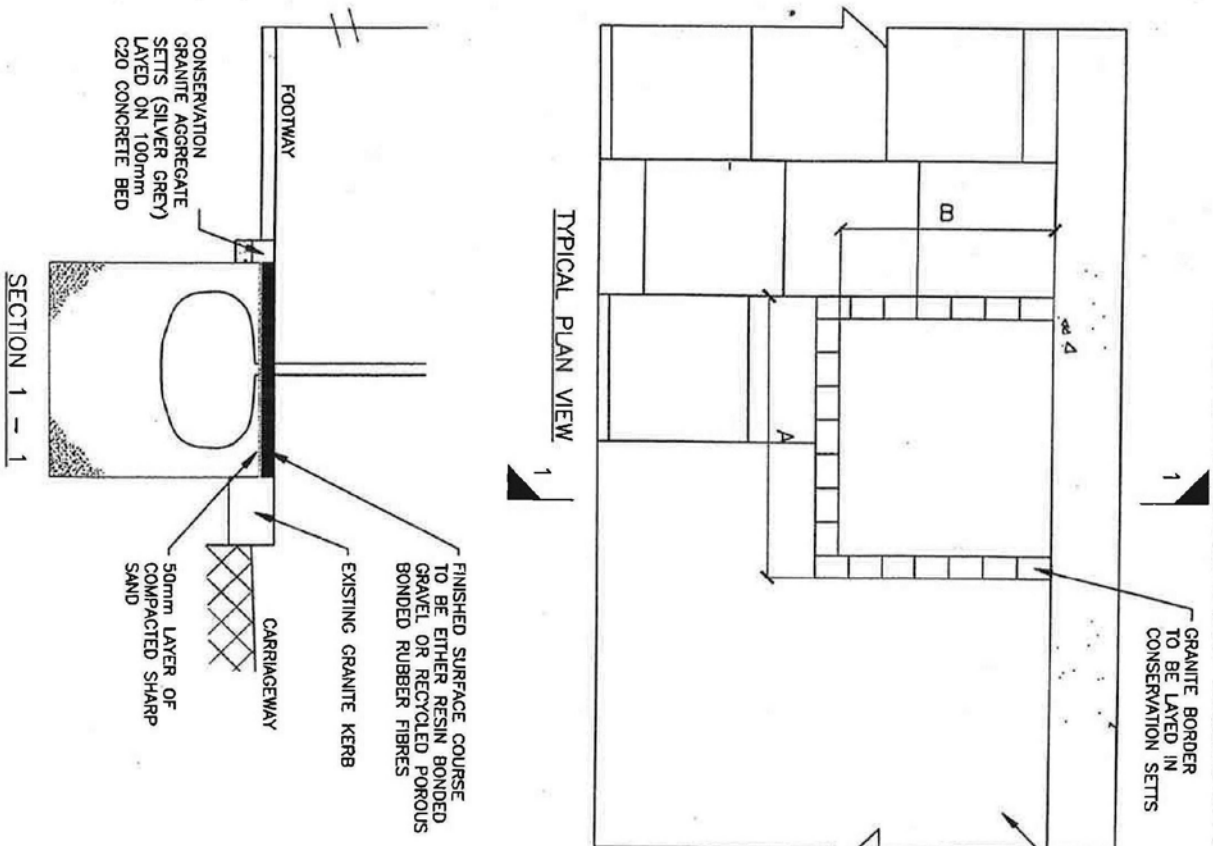 GRANITE BORDER
TO BE LAYED IN
CONSERVATION SETTS
1
1
A
B
TYPICAL PLAN VIEW
FOOTWAY
CONSERVATION
GRANITE AGGREGATE
SETTS (SILVER GREY)
LAYED ON 100mm
C20 CONCRETE BED
FINISHED SURFACE COURSE
TO BE EITHER RESIN BONDED
GRAVEL OR RECYCLED POROUS
BONDED RUBBER FIBRES
EXISTING GRANITE KERB
CARRIAGEWAY
50mm LAYER OF
COMPACTED SHARP
SAND
SECTION 1 - 1